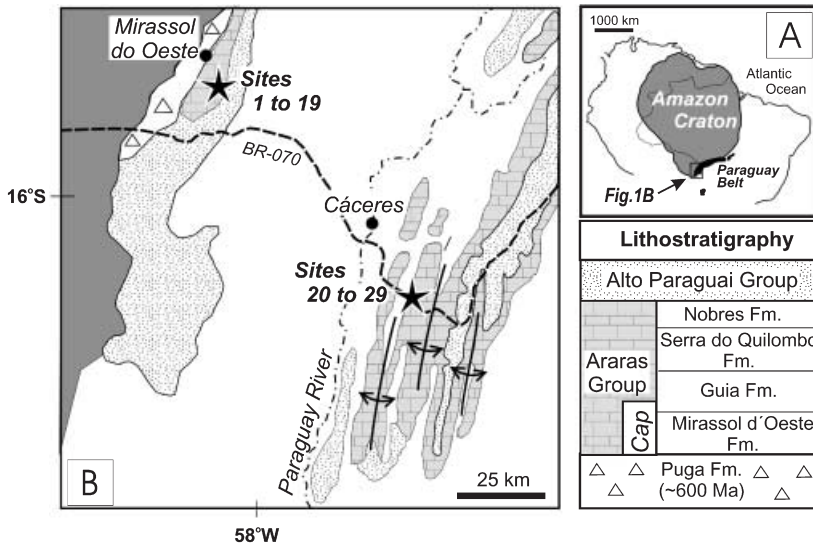 Mirassol
do Oeste
Sites
1 to 19
BR-070
16°S
Cáceres
Sites
20 to 29
Paraguay River
B
25 km
58°W
1000 km
A
Atlantic
Ocean
Amazon
Craton
Paraguay
Belt
Fig.1B
Lithostratigraphy
Alto Paraguai Group
Araras
Group
Cap
Nobres Fm.
Serra do Quilombo
Fm.
Guia Fm.
Mirassol d´Oeste
Fm.
Puga Fm.
(~600 Ma)